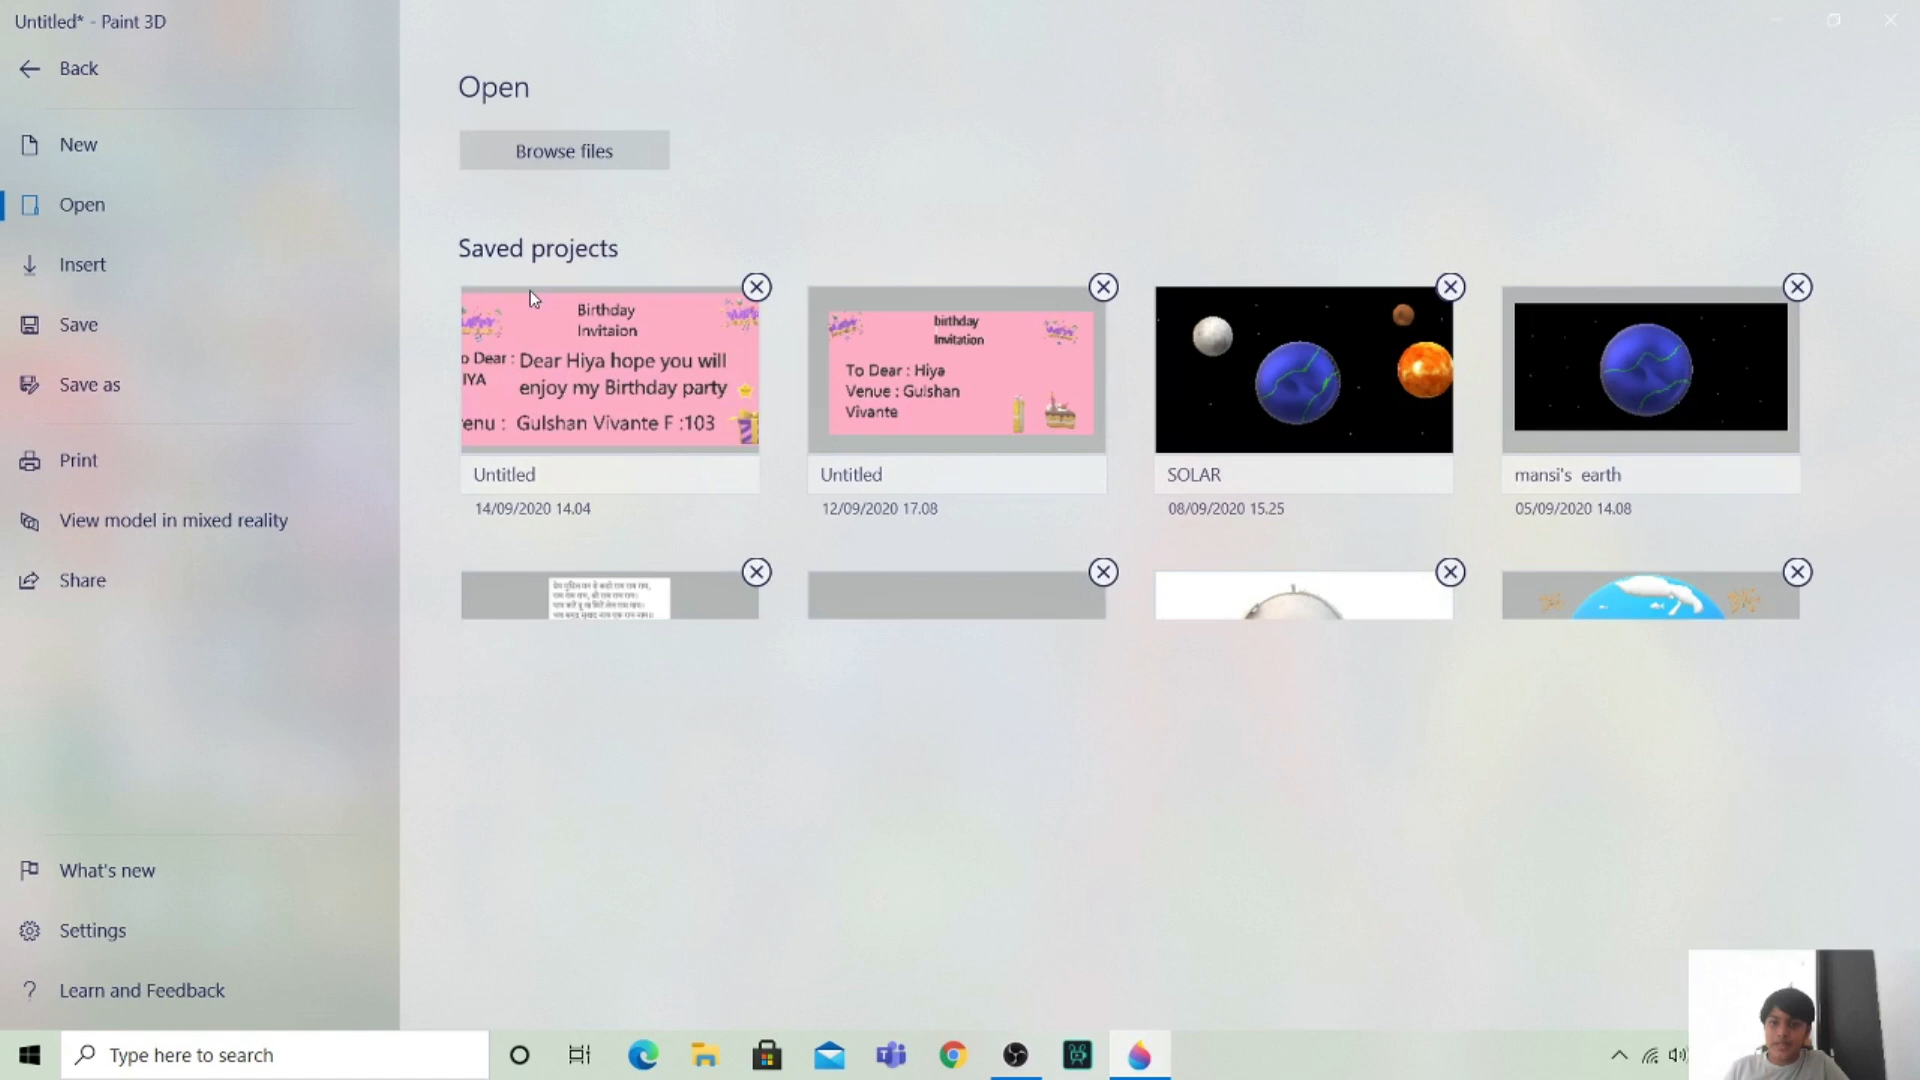 Untitled* - Paint 3D
Back
New
Open
Insert
Save
Save as
Print
View model in mixed reality
Share
What's new
Settings
Learn and Feedback
Open
Browse files
Saved projects
Birthday
Invitaion
o Dear : Dear Hiya hope you will
IYA enjoy my Birthday party
enu : Gulshan Vivante F :103
Untitled
14/09/2020 14.04
birthday
Invitation
To Dear : Hiya
Venue : Gulshan
Vivante
Untitled
12/09/2020 17.08
SOLAR
08/09/2020 15.25
mansi's earth
05/09/2020 14.08
Type here to search